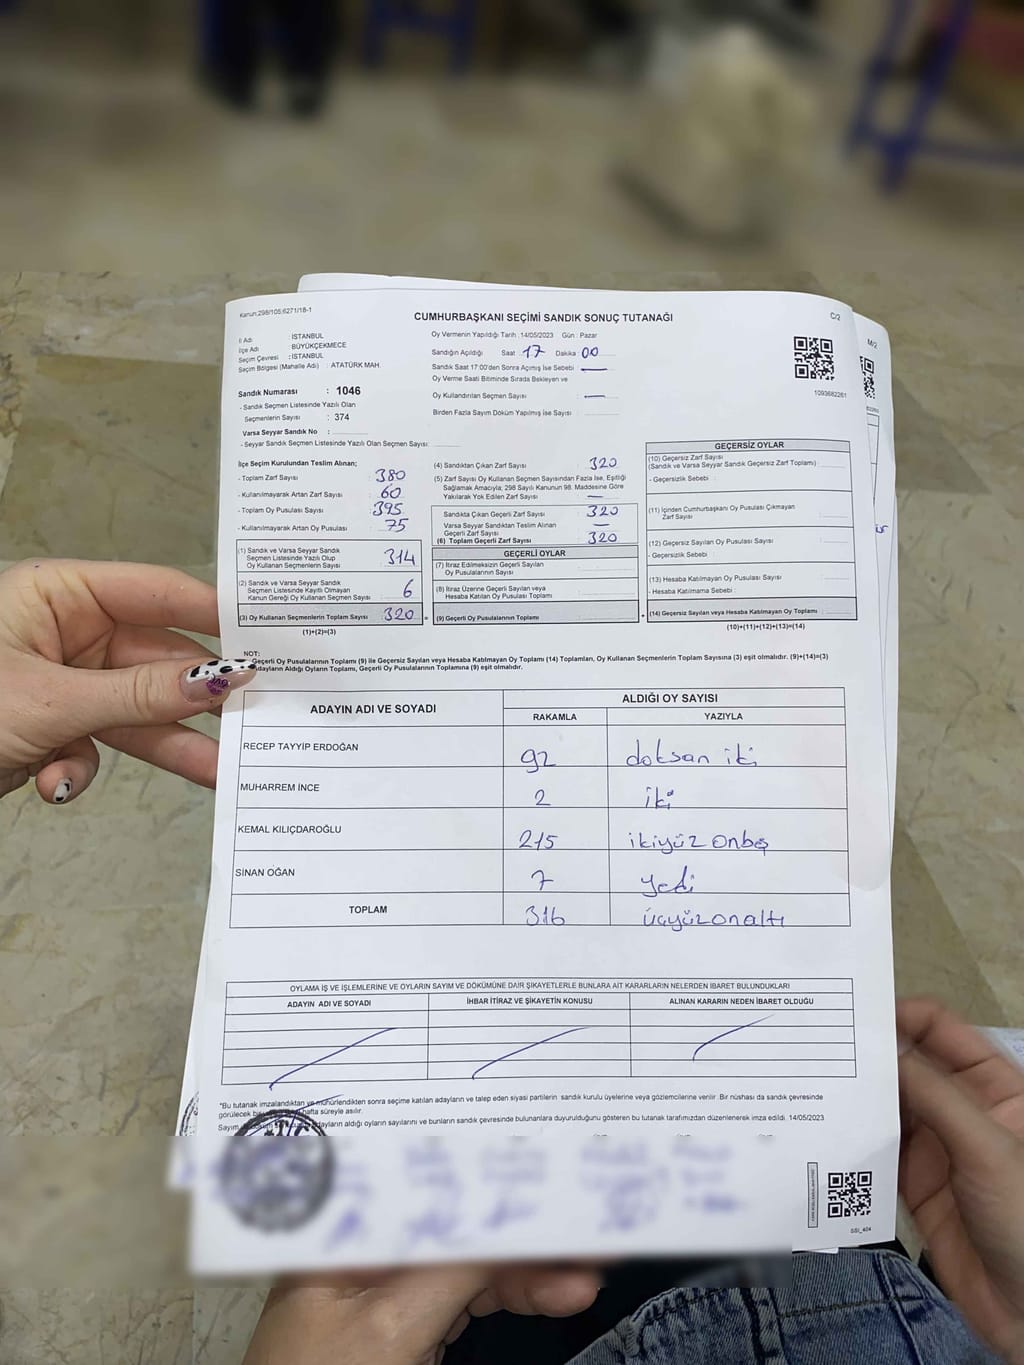 Kanun;298/105;6271/18-1
CUMHURBAŞKANI SEÇİMİ SANDIK SONUÇ TUTANAĞI
C/2
M/2
İl Adı : İSTANBUL
İlçe Adı : BÜYÜKÇEKMECE
Seçim Çevresi : İSTANBUL
Seçim Bölgesi (Mahalle Adı) : ATATÜRK MAH.
Sandık Numarası : 1046
- Sandık Seçmen Listesinde Yazılı Olan
Seçmenlerin Sayısı : 374
Varsa Seyyar Sandık No :
- Seyyar Sandık Seçmen Listesinde Yazılı Olan Seçmen Sayısı:
Oy Vermenin Yapıldığı Tarih : 14/05/2023 Gün : Pazar
Sandığın Açıldığı Saat 17 Dakika 00
Sandık Saat 17:00'den Sonra Açmış İse Sebebi —
Oy Verme Saati Bitiminde Sırada Bekleyen ve
Oy Kullandırılan Seçmen Sayısı —
Birden Fazla Sayım Döküm Yapılmış İse Sayısı :
1093682261
İlçe Seçim Kurulundan Teslim Alınan;
- Toplam Zarf Sayısı : 380
- Kullanılmayarak Artan Zarf Sayısı : 60
- Toplam Oy Pusulası Sayısı : 395
- Kullanılmayarak Artan Oy Pusulası : 75
(1) Sandık ve Varsa Seyyar Sandık
Seçmen Listesinde Yazılı Olup
Oy Kullanan Seçmen Sayısı : 314
(2) Sandık ve Varsa Seyyar Sandık
Seçmen Listesinde Kayıtlı Olmayan
Kanun Gereği Oy Kullanan Seçmen Sayısı : 6
(3) Oy Kullanan Seçmenlerin Toplam Sayısı : 320
(1)+(2)=(3)
(4) Sandıktan Çıkan Zarf Sayısı : 320
(5) Zarf Sayısı Oy Kullanan Seçmen Sayısından Fazla İse, Eşitliği
Sağlamak Amacıyla; 298 Sayılı Kanunun 98. Maddesine Göre
Yakılarak Yok Edilen Zarf Sayısı : —
Sandıkta Çıkan Geçerli Zarf Sayısı : 320
Varsa Seyyar Sandıktan Teslim Alınan
Geçerli Zarf Sayısı : —
(6) Toplam Geçerli Zarf Sayısı : 320
GEÇERLİ OYLAR
(7) İtiraz Edilmeksizin Geçerli Sayılan
Oy Pusulalarının Sayısı :
(8) İtiraz Üzerine Geçerli Sayılan veya
Hesaba Katılan Oy Pusulası Toplamı :
= (9) Geçerli Oy Pusulalarının Toplamı :
GEÇERSİZ OYLAR
(10) Geçersiz Zarf Sayısı
(Sandık ve Varsa Seyyar Sandık Geçersiz Zarf Toplamı) :
- Geçersizlik Sebebi :
(11) İçinden Cumhurbaşkanı Oy Pusulası Çıkmayan
Zarf Sayısı :
(12) Geçersiz Sayılan Oy Pusulası Sayısı :
- Geçersizlik Sebebi :
(13) Hesaba Katılmayan Oy Pusulası Sayısı :
- Hesaba Katılmama Sebebi :
+ (14) Geçersiz Sayılan veya Hesaba Katılmayan Oy Toplamı :
(10)+(11)+(12)+(13)=(14)
NOT:
Geçerli Oy Pusulalarının Toplamı (9) ile Geçersiz Sayılan veya Hesaba Katılmayan Oy Toplamı (14) Toplamları, Oy Kullanan Seçmenlerin Toplam Sayısına (3) eşit olmalıdır. (9)+(14)=(3)
Adayların Aldığı Oyların Toplamı, Geçerli Oy Pusulalarının Toplamına (9) eşit olmalıdır.
ADAYIN ADI VE SOYADI ALDIĞI OY SAYISI
RAKAMLA YAZIYLA
RECEP TAYYİP ERDOĞAN 92 doksan iki
MUHARREM İNCE 2 iki
KEMAL KILIÇDAROĞLU 215 ikiyüz onbeş
SİNAN OĞAN 7 yedi
TOPLAM 316 üçyüzonaltı
OYLAMA İŞ VE İŞLEMLERİNE VE OYLARIN SAYIM VE DÖKÜMÜNE DAİR ŞİKAYETLERLE BUNLARA AİT KARARLARIN NELERDEN İBARET BULUNDUKLARI
ADAYIN ADI VE SOYADI İHBAR İTİRAZ VE ŞİKAYETİN KONUSU ALINAN KARARIN NEDEN İBARET OLDUĞU
*Bu tutanak imzalandıktan ve mühürlendikten sonra seçime katılan adayların ve talep eden siyasi partilerin sandık kurulu üyelerine veya gözlemcilerine verilir .Bir nüshası da sandık çevresinde
görülecek bir hafta süreyle asılır.
Sayım adayların aldığı oyların sayılarını ve bunların sandık çevresinde bulunanlara duyurulduğunu gösteren bu tutanak tarafımızdan düzenlenerek imza edildi. 14/05/2023
SSI_404